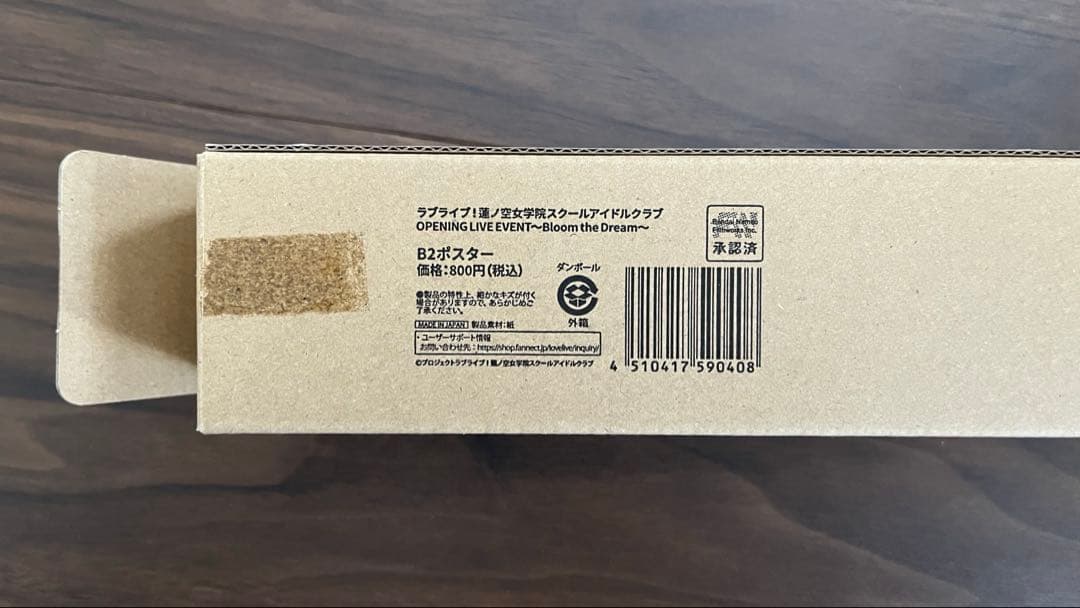 ラブライブ!蓮ノ空女学院スクールアイドルクラブ
OPENING LIVE EVENT～Bloom the Dream～
B2ポスター
価格:800円(税込)
●製品の特性上、細かなキズが付く
場合がありますので、あらかじめご
了承ください。
MADE IN JAPAN 製品素材:紙
・ユーザーサポート情報
お問い合わせ先:https://shop.fannect.jp/lovelive/inquiry/
©プロジェクトラブライブ!蓮ノ空女学院スクールアイドルクラブ
ダンボール
外箱
Bandai Namco
Filmworks Inc.
承認済
4 510417 590408